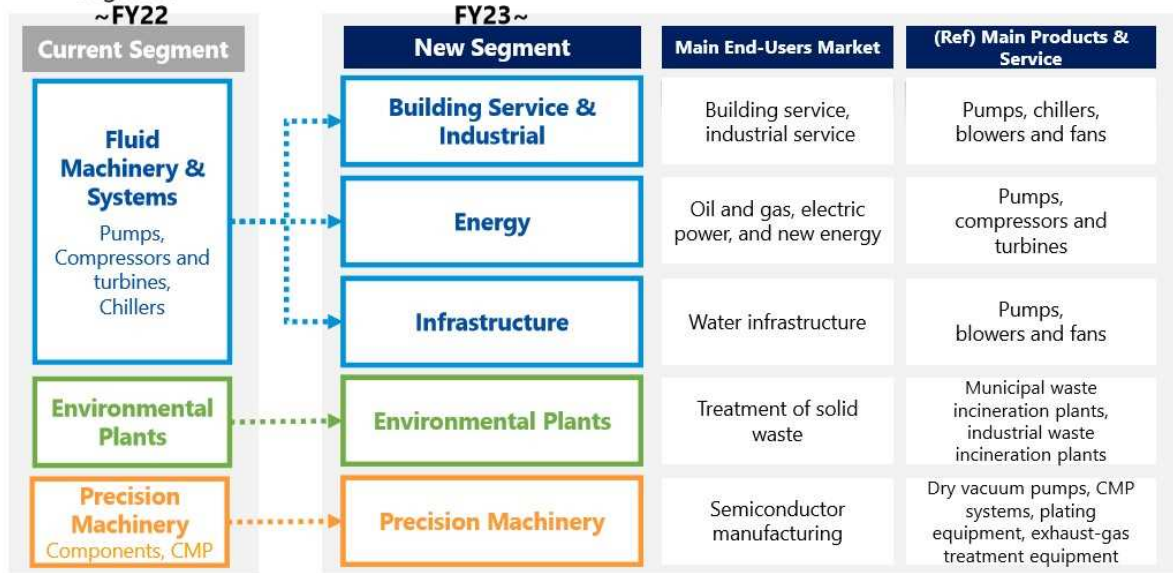 ~FY22
FY23~
Current Segment
New Segment
Main End-Users Market
(Ref) Main Products &
Service
Fluid
Machinery &
Systems
Pumps,
Compressors and
turbines,
Chillers
Building Service &
Industrial
Building service,
industrial service
Pumps, chillers,
blowers and fans
Energy
Oil and gas, electric
power, and new energy
Pumps,
compressors and
turbines
Infrastructure
Water infrastructure
Pumps,
blowers and fans
Environmental
Plants
Environmental Plants
Treatment of solid
waste
Municipal waste
incineration plants,
industrial waste
incineration plants
Precision
Machinery
Components, CMP
Precision Machinery
Semiconductor
manufacturing
Dry vacuum pumps, CMP
systems, plating
equipment, exhaust-gas
treatment equipment